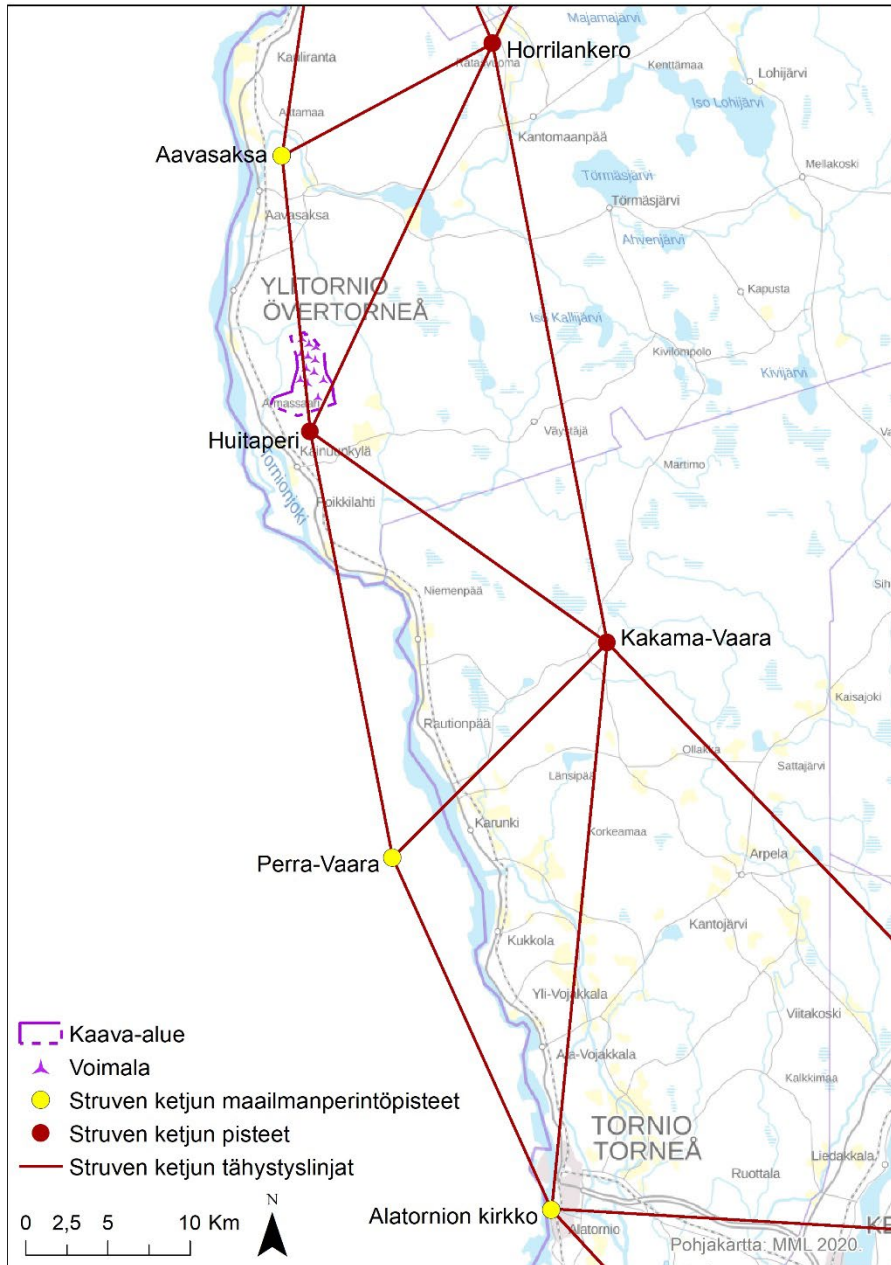 Majamajärvi
Kauliranta
Horrilankero
Ratasvuoma
Kenttämaa
Lohijärvi
Iso Lohijärvi
Aittamaa
Kantomaanpää
Aavasaksa
Mellakoski
Törmäsjärvi
Törmäsjärvi
Aavasaksa
Ahvenjärvi
YLITORNIO
ÖVERTORNEÅ
Kapusta
Iso Kallijärvi
Kivilompolo
Kivijärvi
Armassaari
Väystäjä
Huitaperi
Kainuunkylä
Martimo
Tornionjoki
Poikkilahti
Niemenpää
Kakama-Vaara
Kaisajoki
Rautionpää
Ollakka
Sattajärvi
Länsipää
Karunki
Korkeamaa
Arpela
Perra-Vaara
Kantojärvi
Kukkola
Yli-Vojakkala
Viitakoski
Kaava-alue
Ala-Vojakkala
Voimala
Kalkkimaa
Struven ketjun maailmanperintöpisteet
Struven ketjun pisteet
TORNIO
TORNEÅ
Liedakkala
Struven ketjun tähystyslinjat
Ruottala
N
Alatornion kirkko
0 2,5 5 10 Km
Alatornio
KE
Pohjakartta: MML 2020.